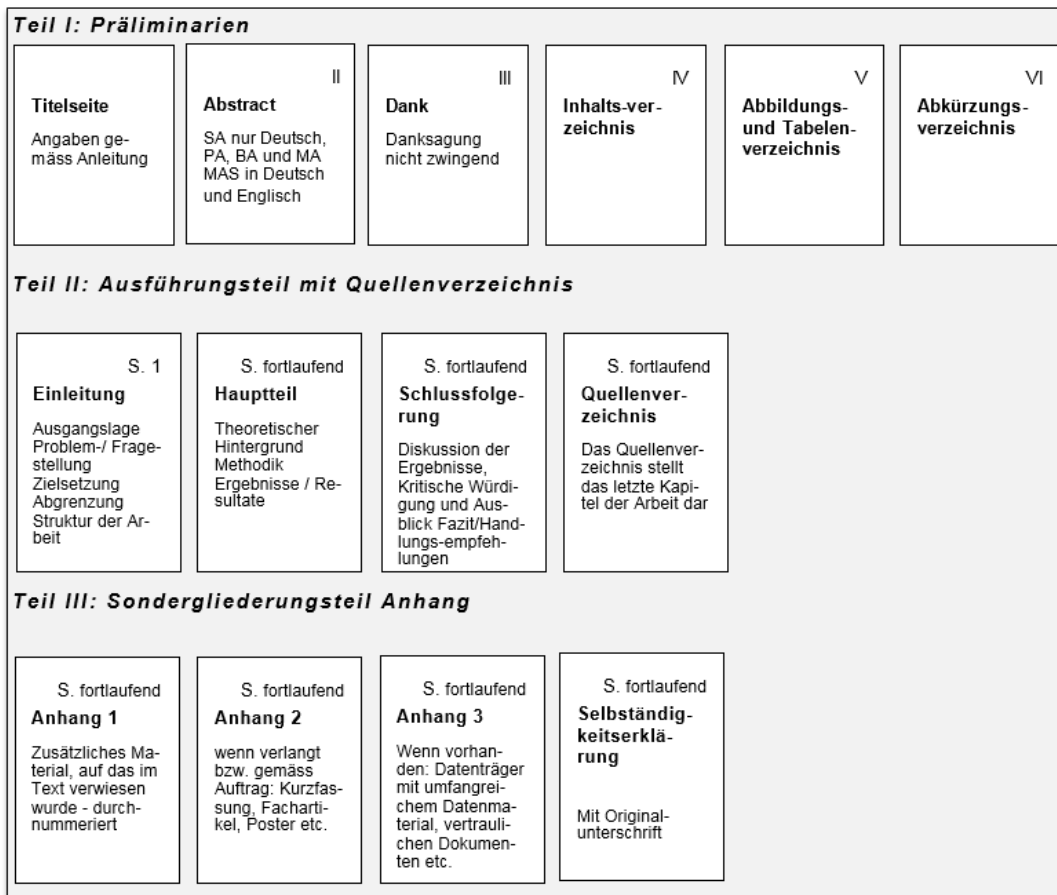 Teil I: Präliminarien
Titelseite
Angaben ge-
mäss Anleitung
II
Abstract
SA nur Deutsch,
PA, BA und MA
MAS in Deutsch
und Englisch
III
Dank
Danksagung
nicht zwingend
IV
Inhalts-ver-
zeichnis
V
Abbildungs-
und Tabelen-
verzeichnis
VI
Abkürzungs-
verzeichnis
Teil II: Ausführungsteil mit Quellenverzeichnis
S. 1
Einleitung
Ausgangslage
Problem-/ Frage-
stellung
Zielsetzung
Abgrenzung
Struktur der Ar-
beit
S. fortlaufend
Hauptteil
Theoretischer
Hintergrund
Methodik
Ergebnisse / Re-
sultate
S. fortlaufend
Schlussfolge-
rung
Diskussion der
Ergebnisse,
Kritische Würdi-
gung und Aus-
blick Fazit/Hand-
lungs-empfeh-
lungen
S. fortlaufend
Quellenver-
zeichnis
Das Quellenver-
zeichnis stellt
das letzte Kapi-
tel der Arbeit dar
Teil III: Sondergliederungsteil Anhang
S. fortlaufend
Anhang 1
Zusätzliches Ma-
terial, auf das im
Text verwiesen
wurde - durch-
nummeriert
S. fortlaufend
Anhang 2
wenn verlangt
bzw. gemäss
Auftrag: Kurzfas-
sung, Facharti-
kel, Poster etc.
S. fortlaufend
Anhang 3
Wenn vorhan-
den: Datenträger
mit umfangrei-
chem Datenma-
terial, vertrauli-
chen Dokumen-
ten etc.
S. fortlaufend
Selbständig-
keitserklä-
rung
Mit Original-
unterschrift